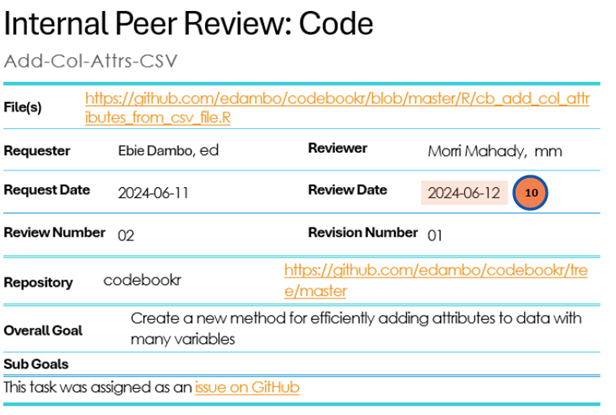 Internal Peer Review: Code
Add-Col-Attrs-CSV
File(s) https://github.com/edambo/codebookr/blob/master/R/cb_add_col_attr
ibutes_from_csv_file.R
Requester Ebie Dambo, ed Reviewer Morri Mahady, mm
Request Date 2024-06-11 Review Date 2024-06-12 10
Review Number 02 Revision Number 01
Repository codebookr https://github.com/edambo/codebookr/tre
e/master
Overall Goal Create a new method for efficiently adding attributes to data with
many variables
Sub Goals
This task was assigned as an issue on GitHub